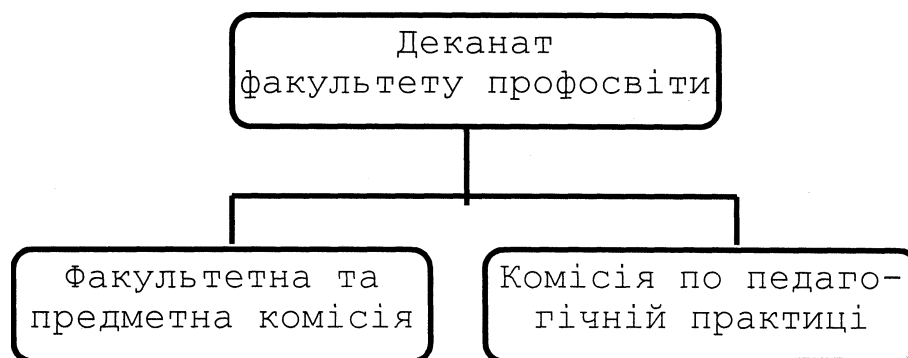 Деканат
факультету профосвіти
Факультетна та
предметна комісія
Комісія по педаго-
гічній практиці